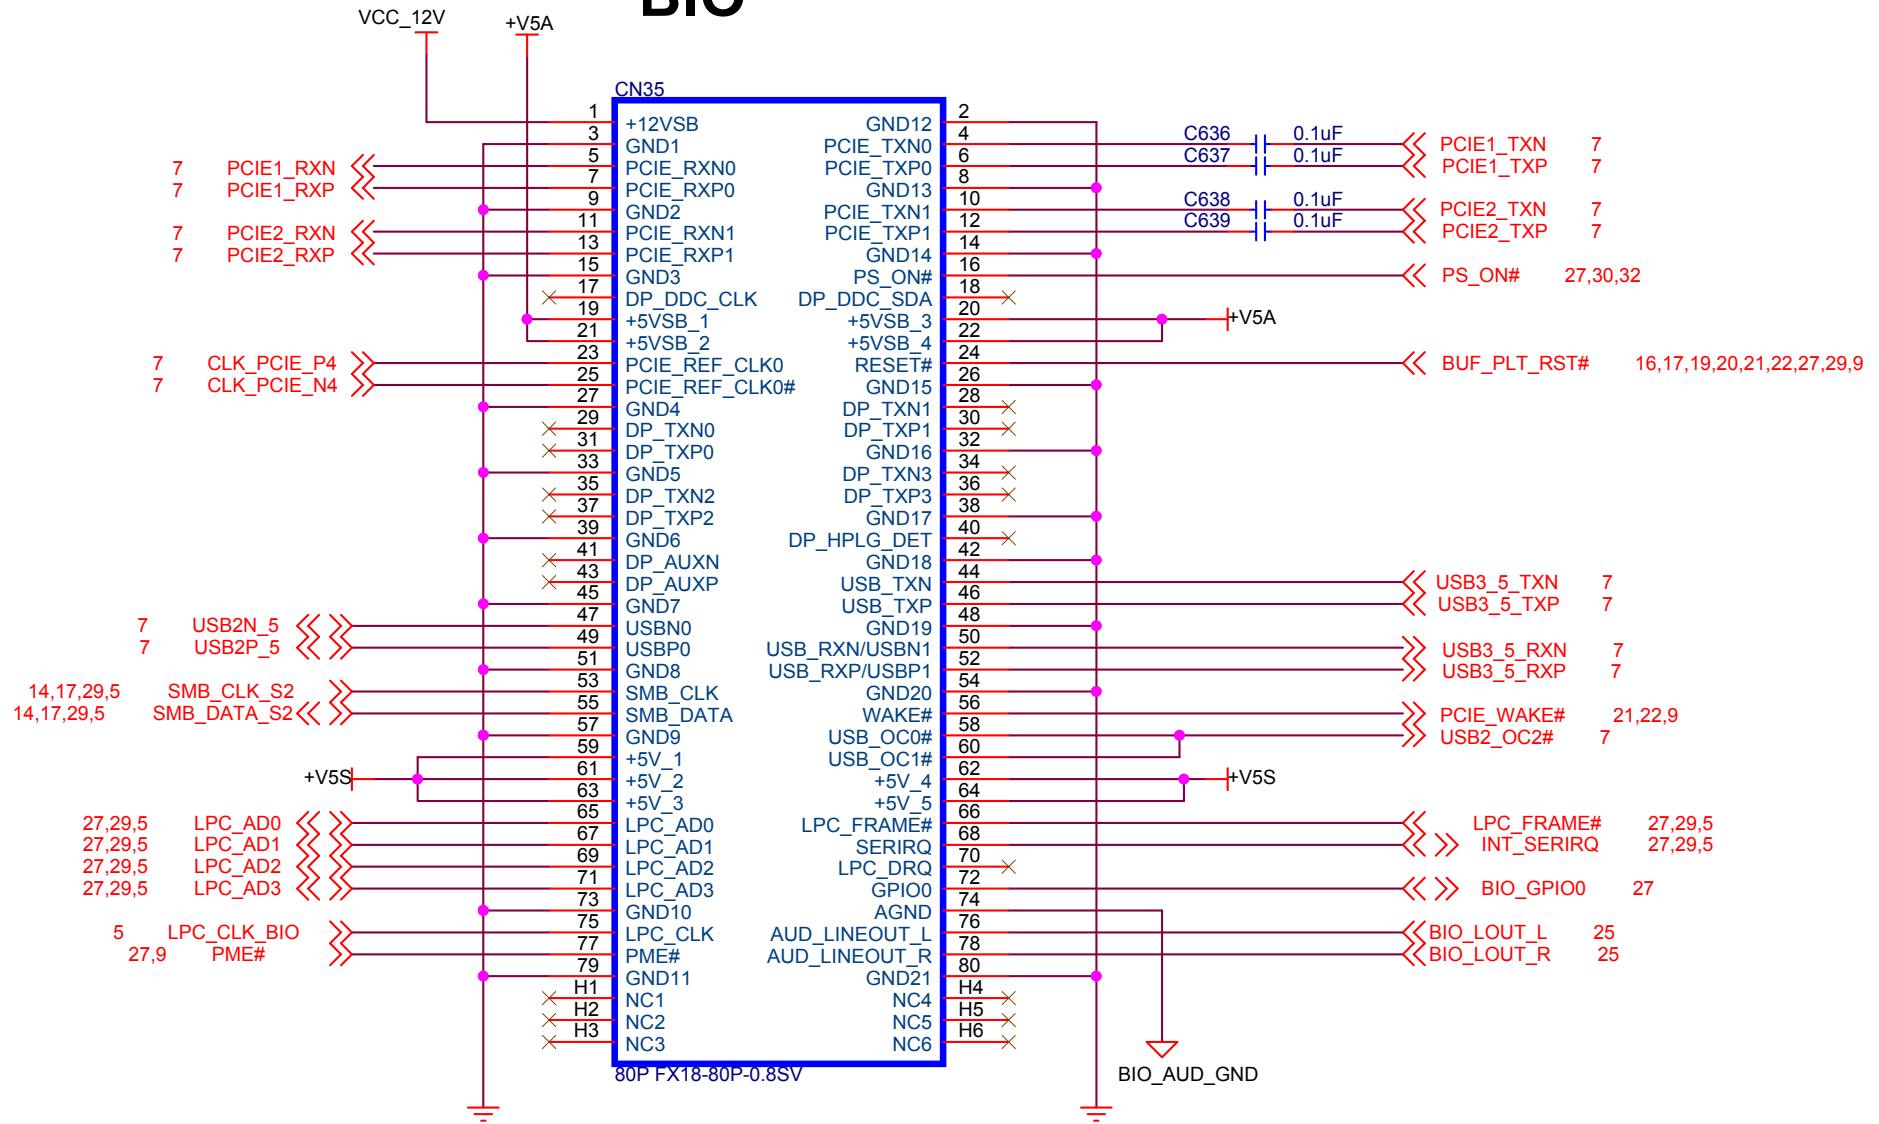 BIO
VCC_12V +V5A
CN35
1 +12VSB GND12 2
3 GND1 PCIE_TXN0 4 C636 0.1uF PCIE1_TXN 7
7 PCIE1_RXN 5 PCIE_RXN0 PCIE_TXP0 6 C637 0.1uF PCIE1_TXP 7
7 PCIE1_RXP 7 PCIE_RXP0 GND13 8
9 GND2 PCIE_TXN1 10 C638 0.1uF PCIE2_TXN 7
7 PCIE2_RXN 11 PCIE_RXN1 PCIE_TXP1 12 C639 0.1uF PCIE2_TXP 7
7 PCIE2_RXP 13 PCIE_RXP1 GND14 14
15 GND3 PS_ON# 16 PS_ON# 27,30,32
17 DP_DDC_CLK DP_DDC_SDA 18
19 +5VSB_1 +5VSB_3 20 +V5A
21 +5VSB_2 +5VSB_4 22
7 CLK_PCIE_P4 23 PCIE_REF_CLK0 RESET# 24 BUF_PLT_RST# 16,17,19,20,21,22,27,29,9
7 CLK_PCIE_N4 25 PCIE_REF_CLK0# GND15 26
27 GND4 DP_TXN1 28
29 DP_TXN0 DP_TXP1 30
31 DP_TXP0 GND16 32
33 GND5 DP_TXN3 34
35 DP_TXN2 DP_TXP3 36
37 DP_TXP2 GND17 38
39 GND6 DP_HPLG_DET 40
41 DP_AUXN GND18 42
43 DP_AUXP USB_TXN 44 USB3_5_TXN 7
45 GND7 USB_TXP 46 USB3_5_TXP 7
7 USB2N_5 47 USBN0 GND19 48
7 USB2P_5 49 USBP0 USB_RXN/USBN1 50 USB3_5_RXN 7
51 GND8 USB_RXP/USBP1 52 USB3_5_RXP 7
14,17,29,5 SMB_CLK_S2 53 SMB_CLK GND20 54
14,17,29,5 SMB_DATA_S2 55 SMB_DATA WAKE# 56 PCIE_WAKE# 21,22,9
57 GND9 USB_OC0# 58 USB2_OC2# 7
59 +5V_1 USB_OC1# 60
+V5S 61 +5V_2 +5V_4 62 +V5S
63 +5V_3 +5V_5 64
27,29,5 LPC_AD0 65 LPC_AD0 LPC_FRAME# 66 LPC_FRAME# 27,29,5
27,29,5 LPC_AD1 67 LPC_AD1 SERIRQ 68 INT_SERIRQ 27,29,5
27,29,5 LPC_AD2 69 LPC_AD2 LPC_DRQ 70
27,29,5 LPC_AD3 71 LPC_AD3 GPIO0 72 BIO_GPIO0 27
73 GND10 AGND 74
5 LPC_CLK_BIO 75 LPC_CLK AUD_LINEOUT_L 76 BIO_LOUT_L 25
27,9 PME# 77 PME# AUD_LINEOUT_R 78 BIO_LOUT_R 25
79 GND11 GND21 80
H1 NC1 NC4 H4
H2 NC2 NC5 H5
H3 NC3 NC6 H6
80P FX18-80P-0.8SV BIO_AUD_GND